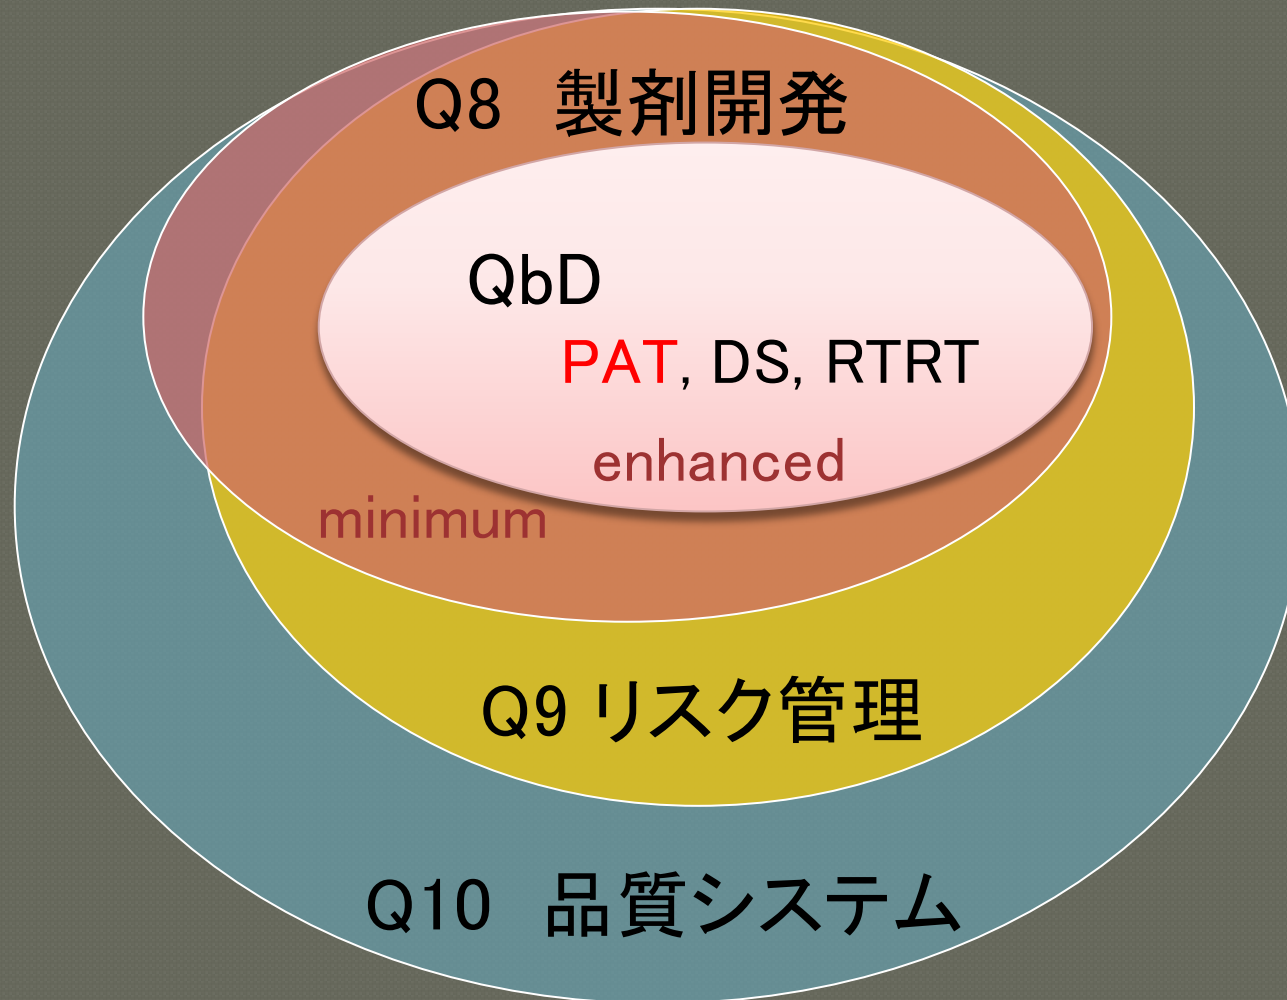 Q8　製剤開発
QbD
PAT, DS, RTRT
enhanced
minimum
Q9 リスク管理
Q10　品質システム